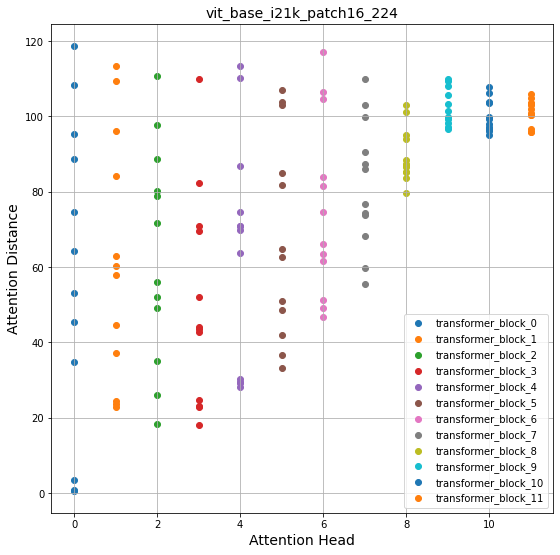 vit_base_i21k_patch16_224
120
100
80
60
40
20
0
Attention Distance
0
2
4
6
8
10
Attention Head
transformer_block_0
transformer_block_1
transformer_block_2
transformer_block_3
transformer_block_4
transformer_block_5
transformer_block_6
transformer_block_7
transformer_block_8
transformer_block_9
transformer_block_10
transformer_block_11